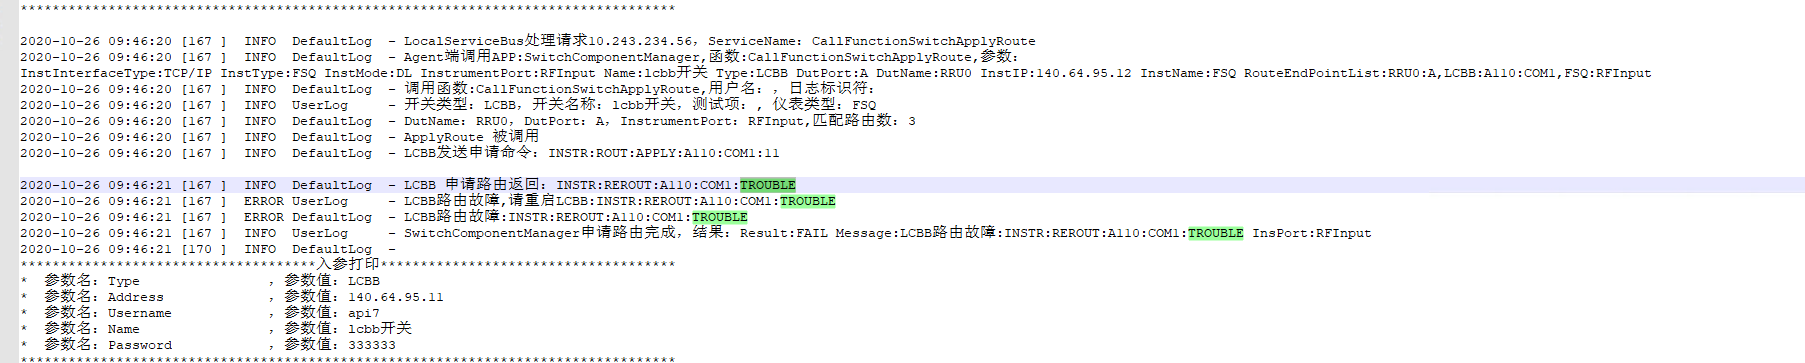 **********************************************************************************
2020-10-26 09:46:20 [167 ]  INFO  DefaultLog  - LocalServiceBus处理请求10.243.234.56, ServiceName: CallFunctionSwitchApplyRoute
2020-10-26 09:46:20 [167 ]  INFO  DefaultLog  - Agent端调用APP:SwitchComponentManager,函数:CallFunctionSwitchApplyRoute,参数:
InstInterfaceType:TCP/IP InstType:FSQ InstMode:DL InstrumentPort:RFInput Name:lcbb开关 Type:LCBB DutPort:A DutName:RRU0 InstIP:140.64.95.12 InstName:FSQ RouteEndPointList:RRU0:A,LCBB:A110:COM1,FSQ:RFInput
2020-10-26 09:46:20 [167 ]  INFO  DefaultLog  - 调用函数:CallFunctionSwitchApplyRoute,用户名: , 日志标识符:
2020-10-26 09:46:20 [167 ]  INFO  UserLog     - 开关类型: LCBB, 开关名称: lcbb开关, 测试项: , 仪表类型: FSQ
2020-10-26 09:46:20 [167 ]  INFO  DefaultLog  - DutName: RRU0, DutPort: A, InstrumentPort: RFInput,匹配路由数: 3
2020-10-26 09:46:20 [167 ]  INFO  DefaultLog  - ApplyRoute 被调用
2020-10-26 09:46:20 [167 ]  INFO  DefaultLog  - LCBB发送申请命令: INSTR:ROUT:APPLY:A110:COM1:11
2020-10-26 09:46:21 [167 ]  INFO  DefaultLog  - LCBB 申请路由返回: INSTR:REROUT:A110:COM1:TROUBLE
2020-10-26 09:46:21 [167 ]  ERROR UserLog     - LCBB路由故障,请重启LCBB:INSTR:REROUT:A110:COM1:TROUBLE
2020-10-26 09:46:21 [167 ]  ERROR DefaultLog  - LCBB路由故障:INSTR:REROUT:A110:COM1:TROUBLE
2020-10-26 09:46:21 [167 ]  INFO  UserLog     - SwitchComponentManager申请路由完成, 结果: Result:FAIL Message:LCBB路由故障:INSTR:REROUT:A110:COM1:TROUBLE InsPort:RFInput
2020-10-26 09:46:21 [170 ]  INFO  DefaultLog  -
*************************************入参打印*************************************
*  参数名: Type                , 参数值: LCBB
*  参数名: Address             , 参数值: 140.64.95.11
*  参数名: Username            , 参数值: api7
*  参数名: Name                , 参数值: lcbb开关
*  参数名: Password            , 参数值: 333333
**********************************************************************************